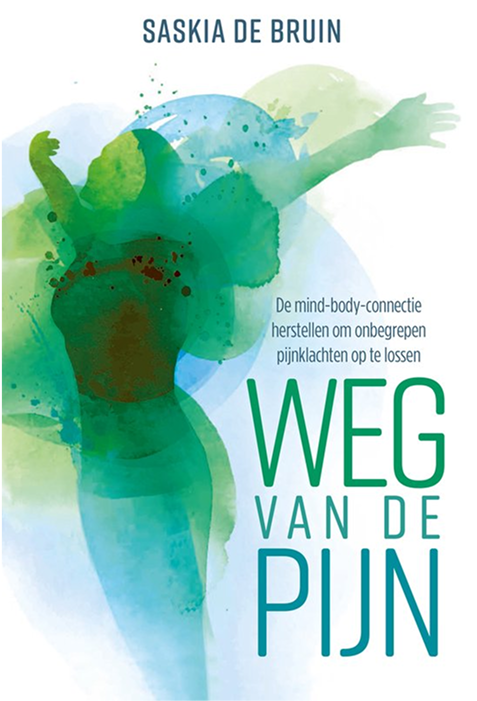 SASKIA DE BRUIN
De mind-body-connectie
herstellen om onbegrepen
pijnklachten op te lossen
WEG
VAN DE
PIJN